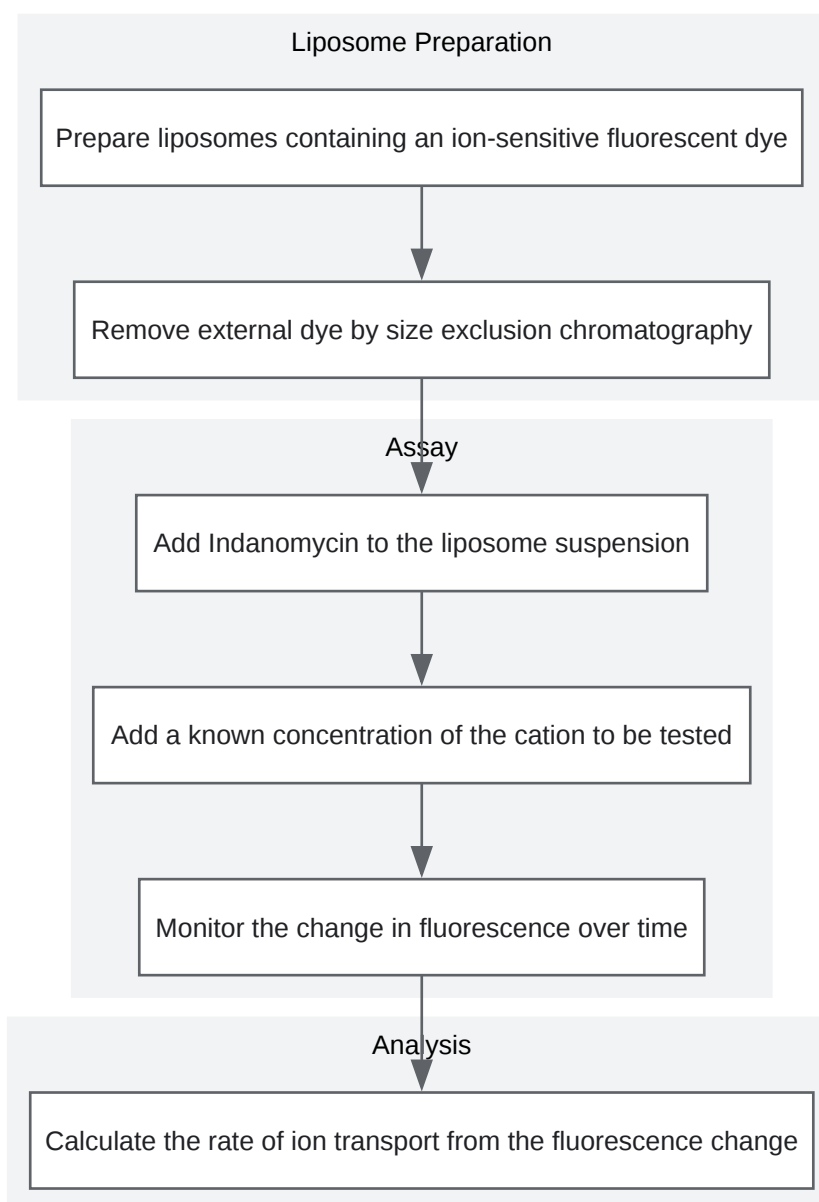 Liposome Preparation
Prepare liposomes containing an ion-sensitive fluorescent dye
Remove external dye by size exclusion chromatography
Assay
Add Indanomycin to the liposome suspension
Add a known concentration of the cation to be tested
Monitor the change in fluorescence over time
Analysis
Calculate the rate of ion transport from the fluorescence change